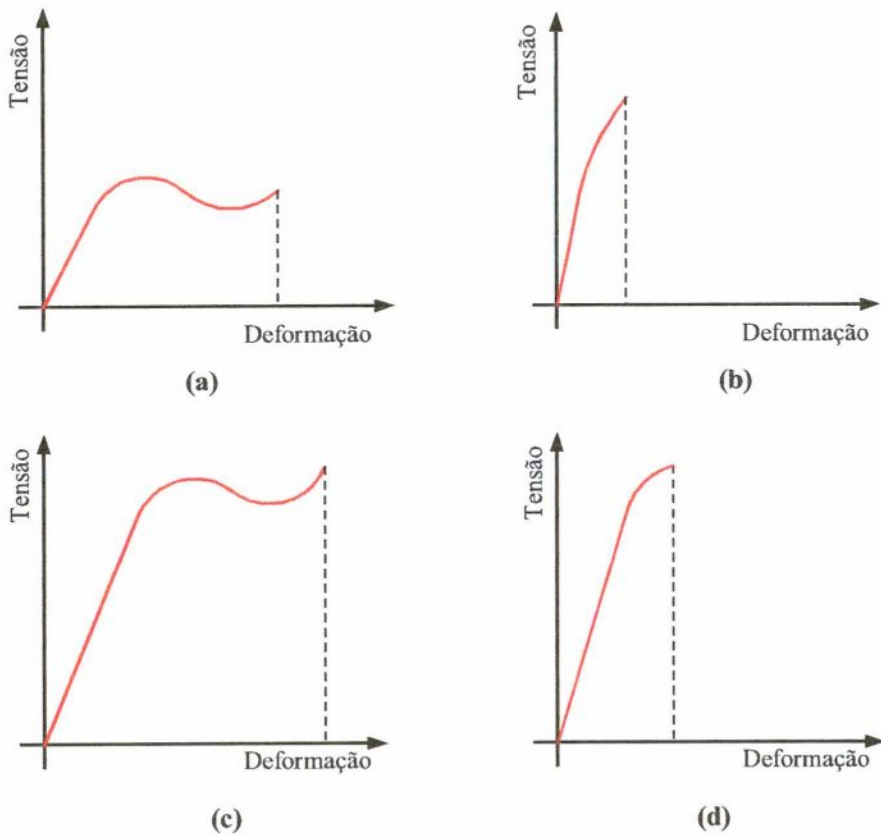 Tensão
Deformação
(a)
Tensão
Deformação
(b)
Tensão
Deformação
(c)
Tensão
Deformação
(d)